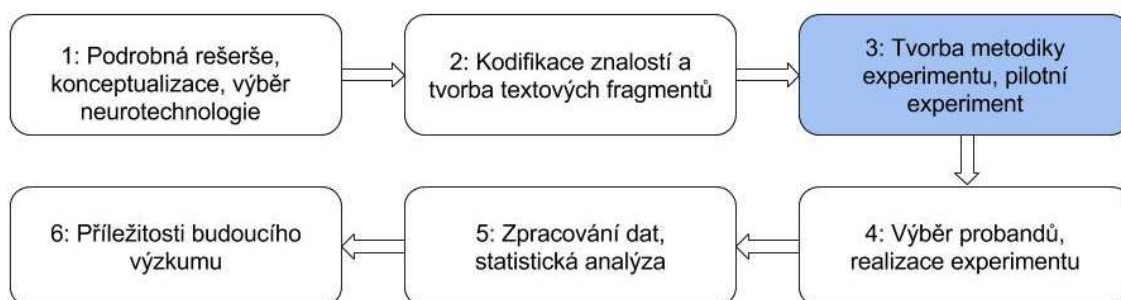 1: Podrobná rešerše,
konceptualizace, výběr
neurotechnologie
2: Kodifikace znalostí a
tvorba textových fragmentů
3: Tvorba metodiky
experimentu, pilotní
experiment
4: Výběr probandů,
realizace experimentu
5: Zpracování dat,
statistická analýza
6: Příležitosti budoucího
výzkumu